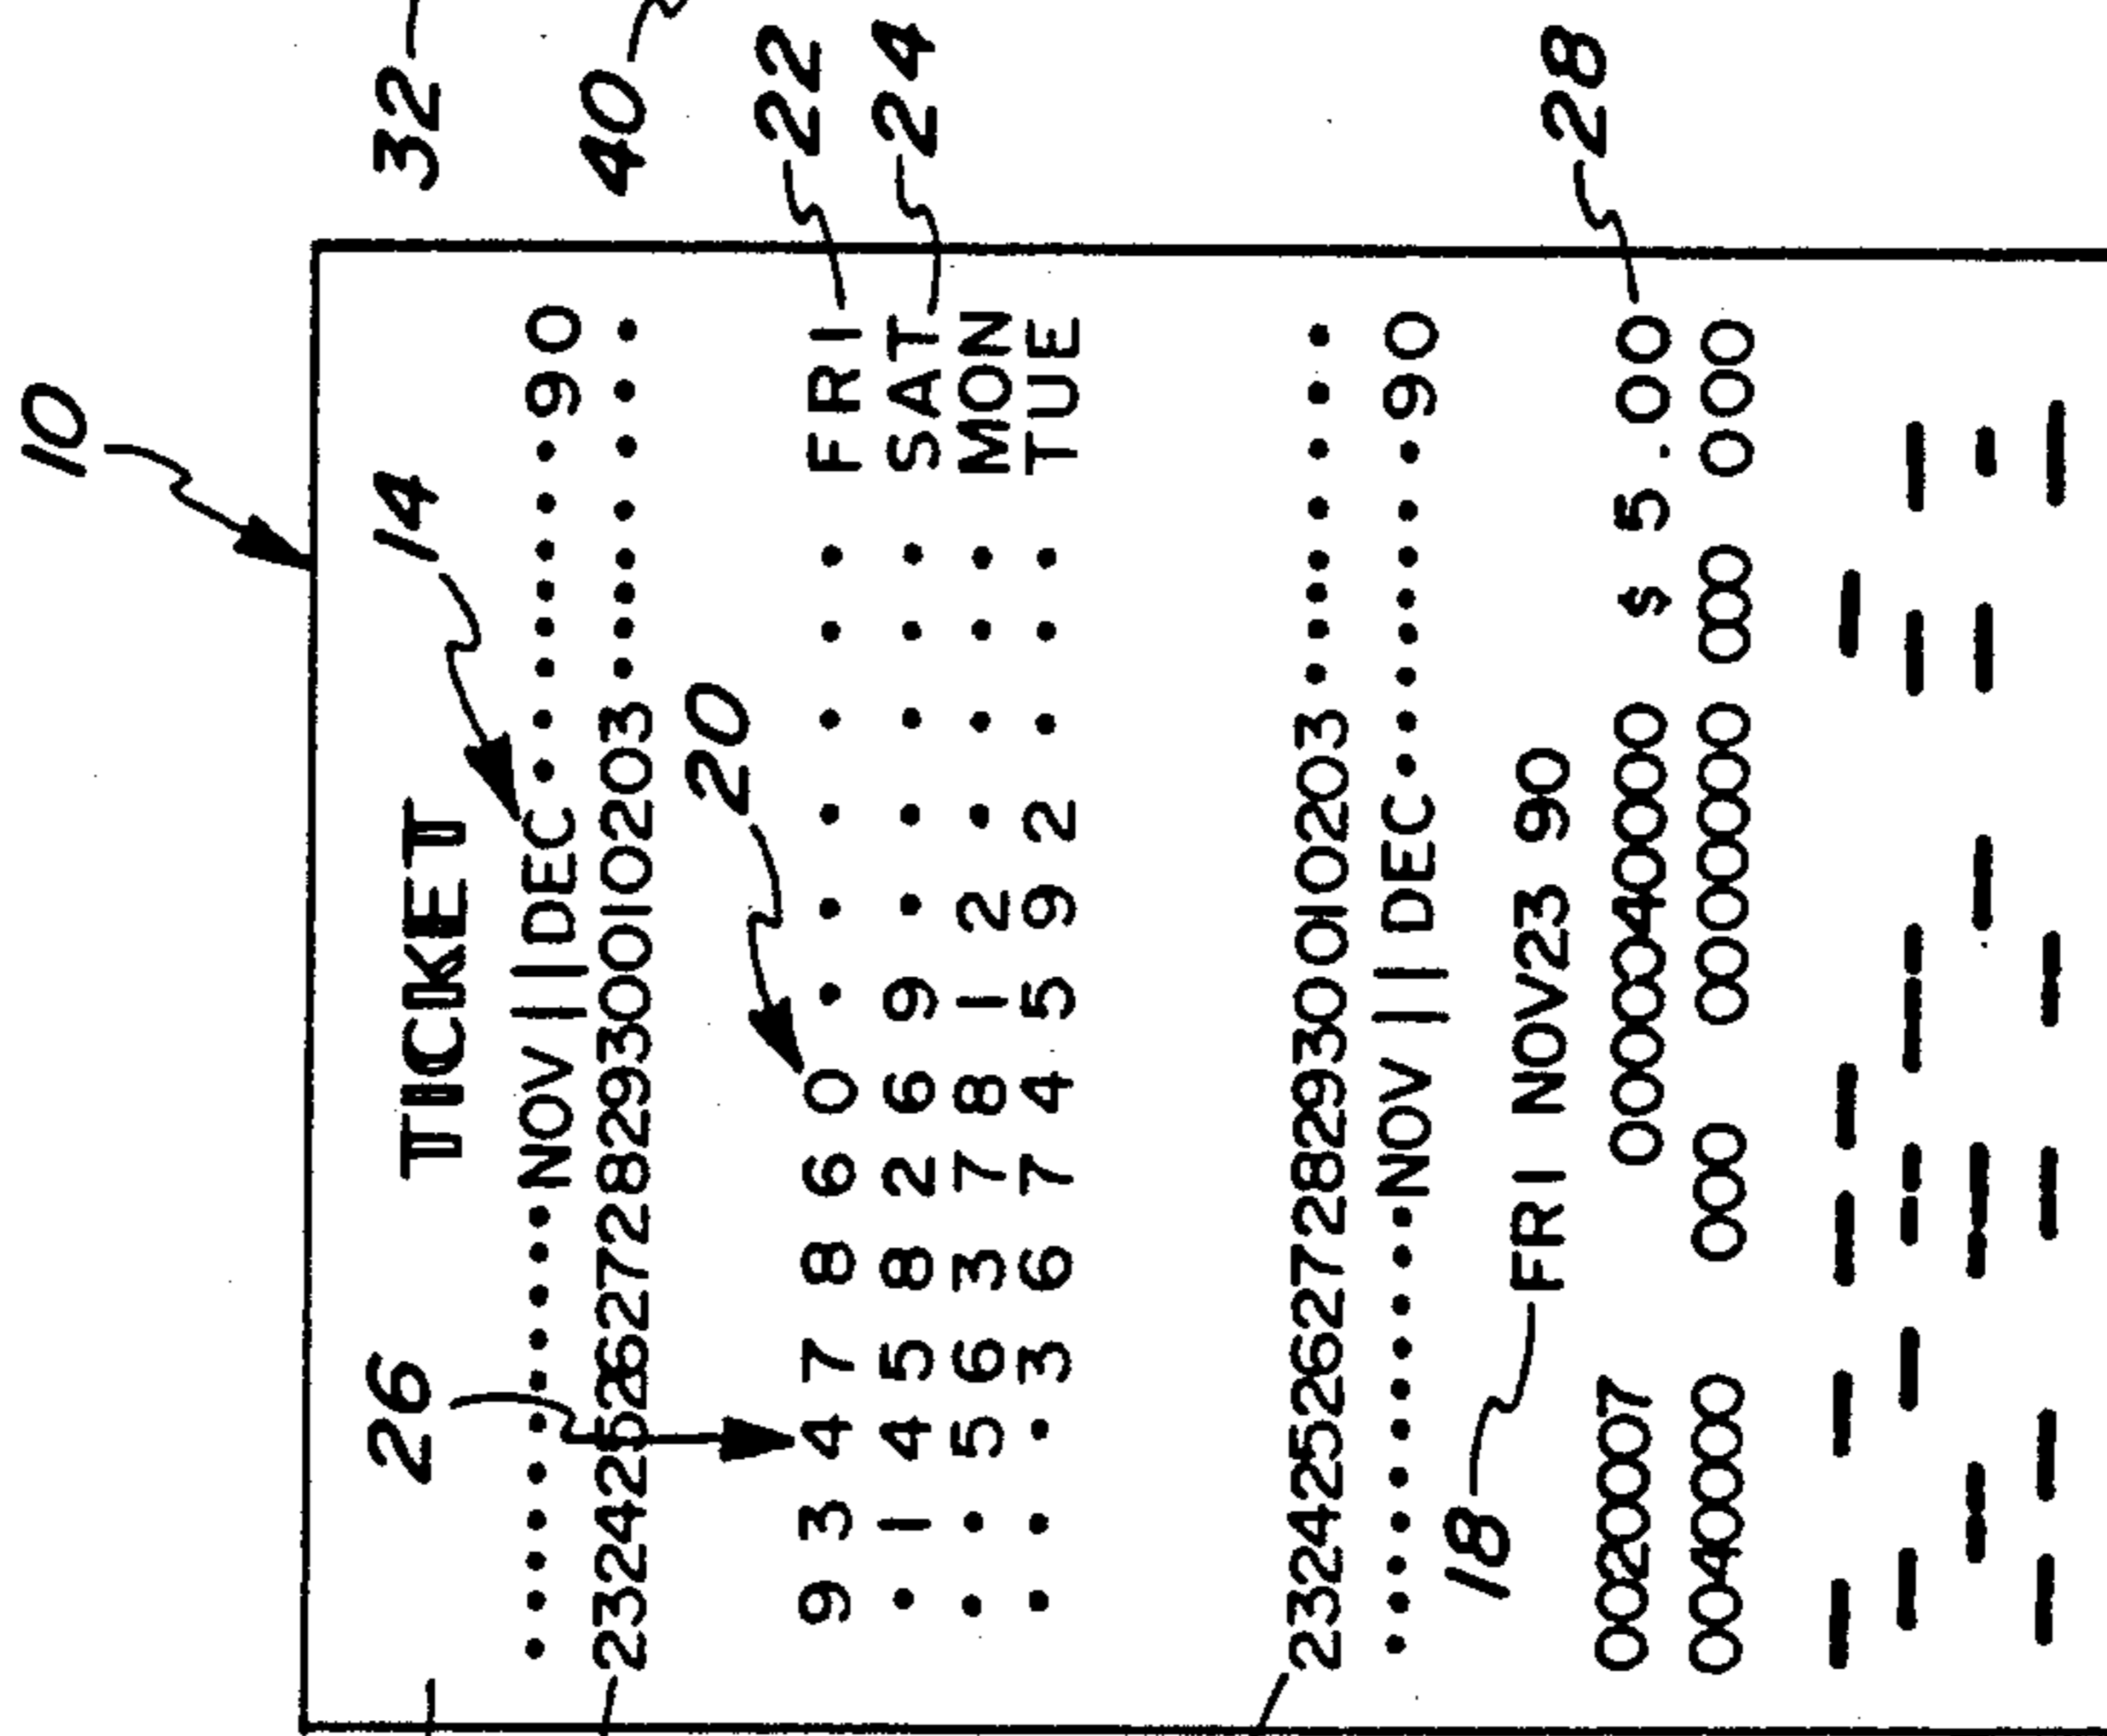 10
32
40
14
26
TICKET
...........NOV||DEC........90
2324252627282930010203........
20
22
24
9 3 4 7 8 6 0 . . . . . . FRI
. 1 4 5 8 2 6 9 . . . . . SAT
. . 5 6 3 7 8 1 2 . . . . MON
. . . 3 6 7 4 5 9 2 . . . TUE
2324252627282930010203........
...........NOV||DEC........90
18
FRI NOV23 90
28
0020007 0000040000 $ 5.00
0040000 000 0000000 000 000